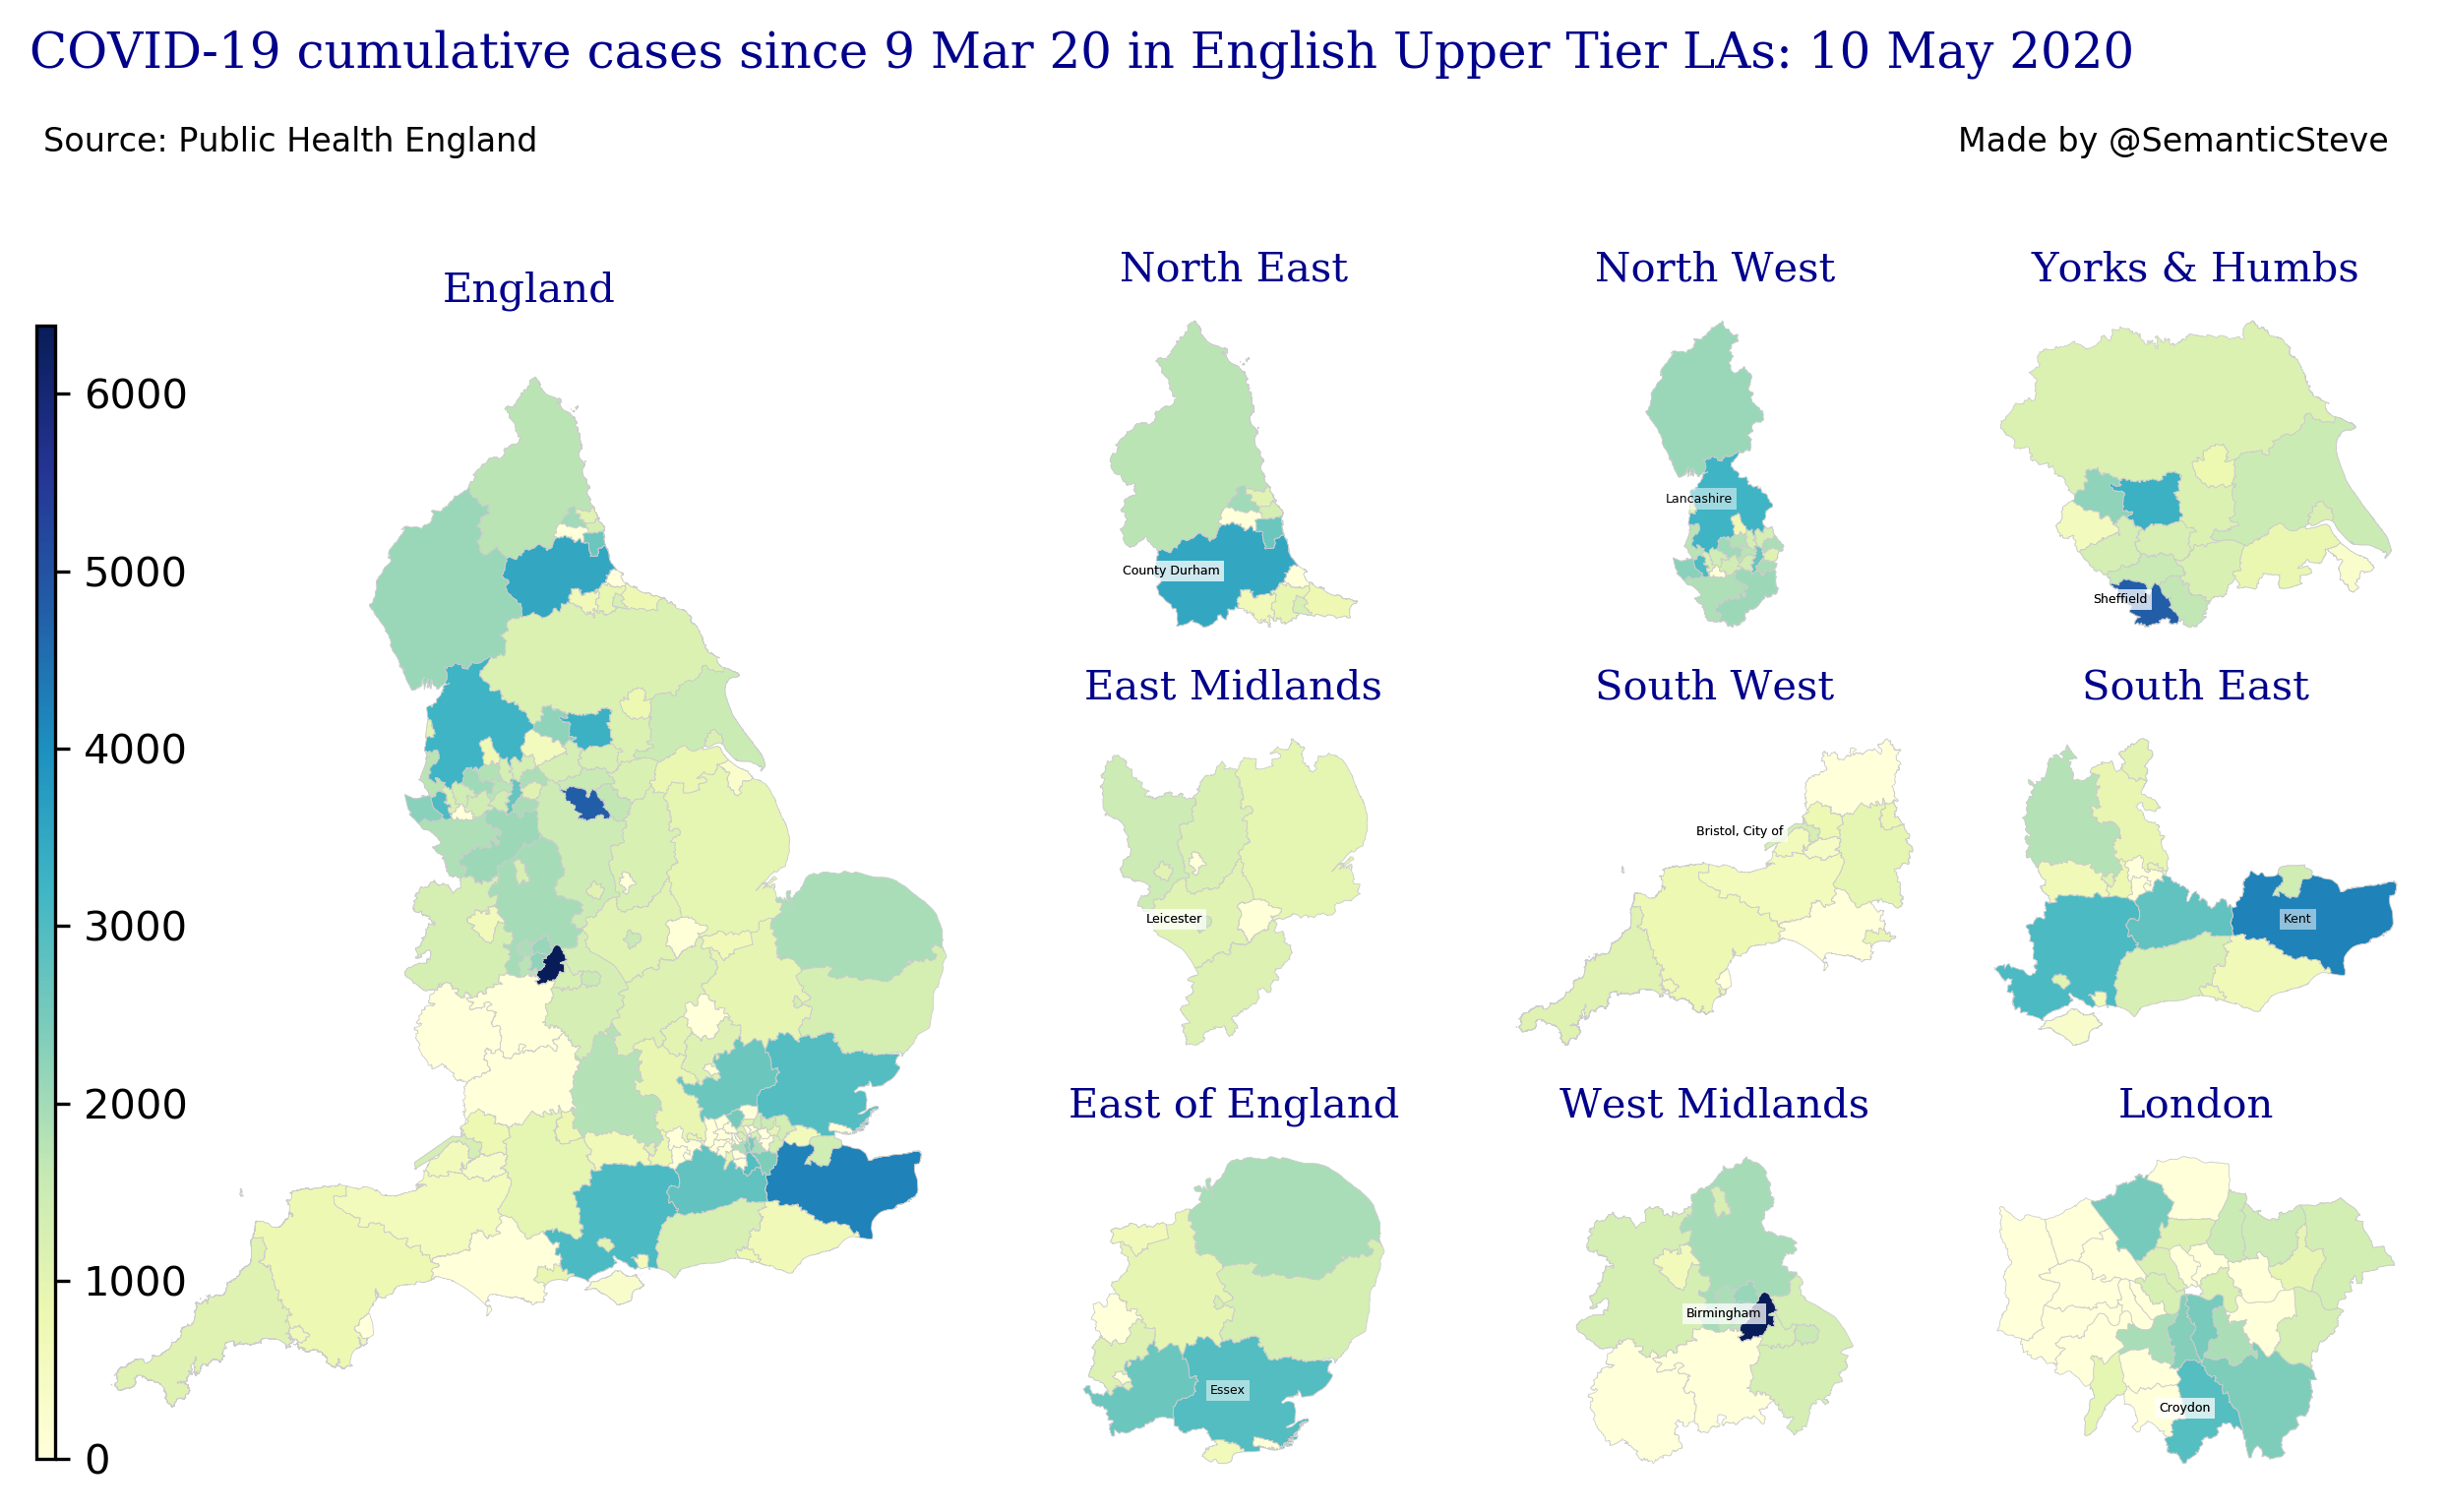 COVID-19 cumulative cases since 9 Mar 20 in English Upper Tier LAs: 10 May 2020
Source: Public Health England
Made by @SemanticSteve
England
North East
North West
Yorks & Humbs
6000
5000
4000
3000
2000
1000
0
County Durham
Lancashire
Sheffield
East Midlands
South West
South East
Leicester
Bristol, City of
Kent
East of England
West Midlands
London
Essex
Birmingham
Croydon